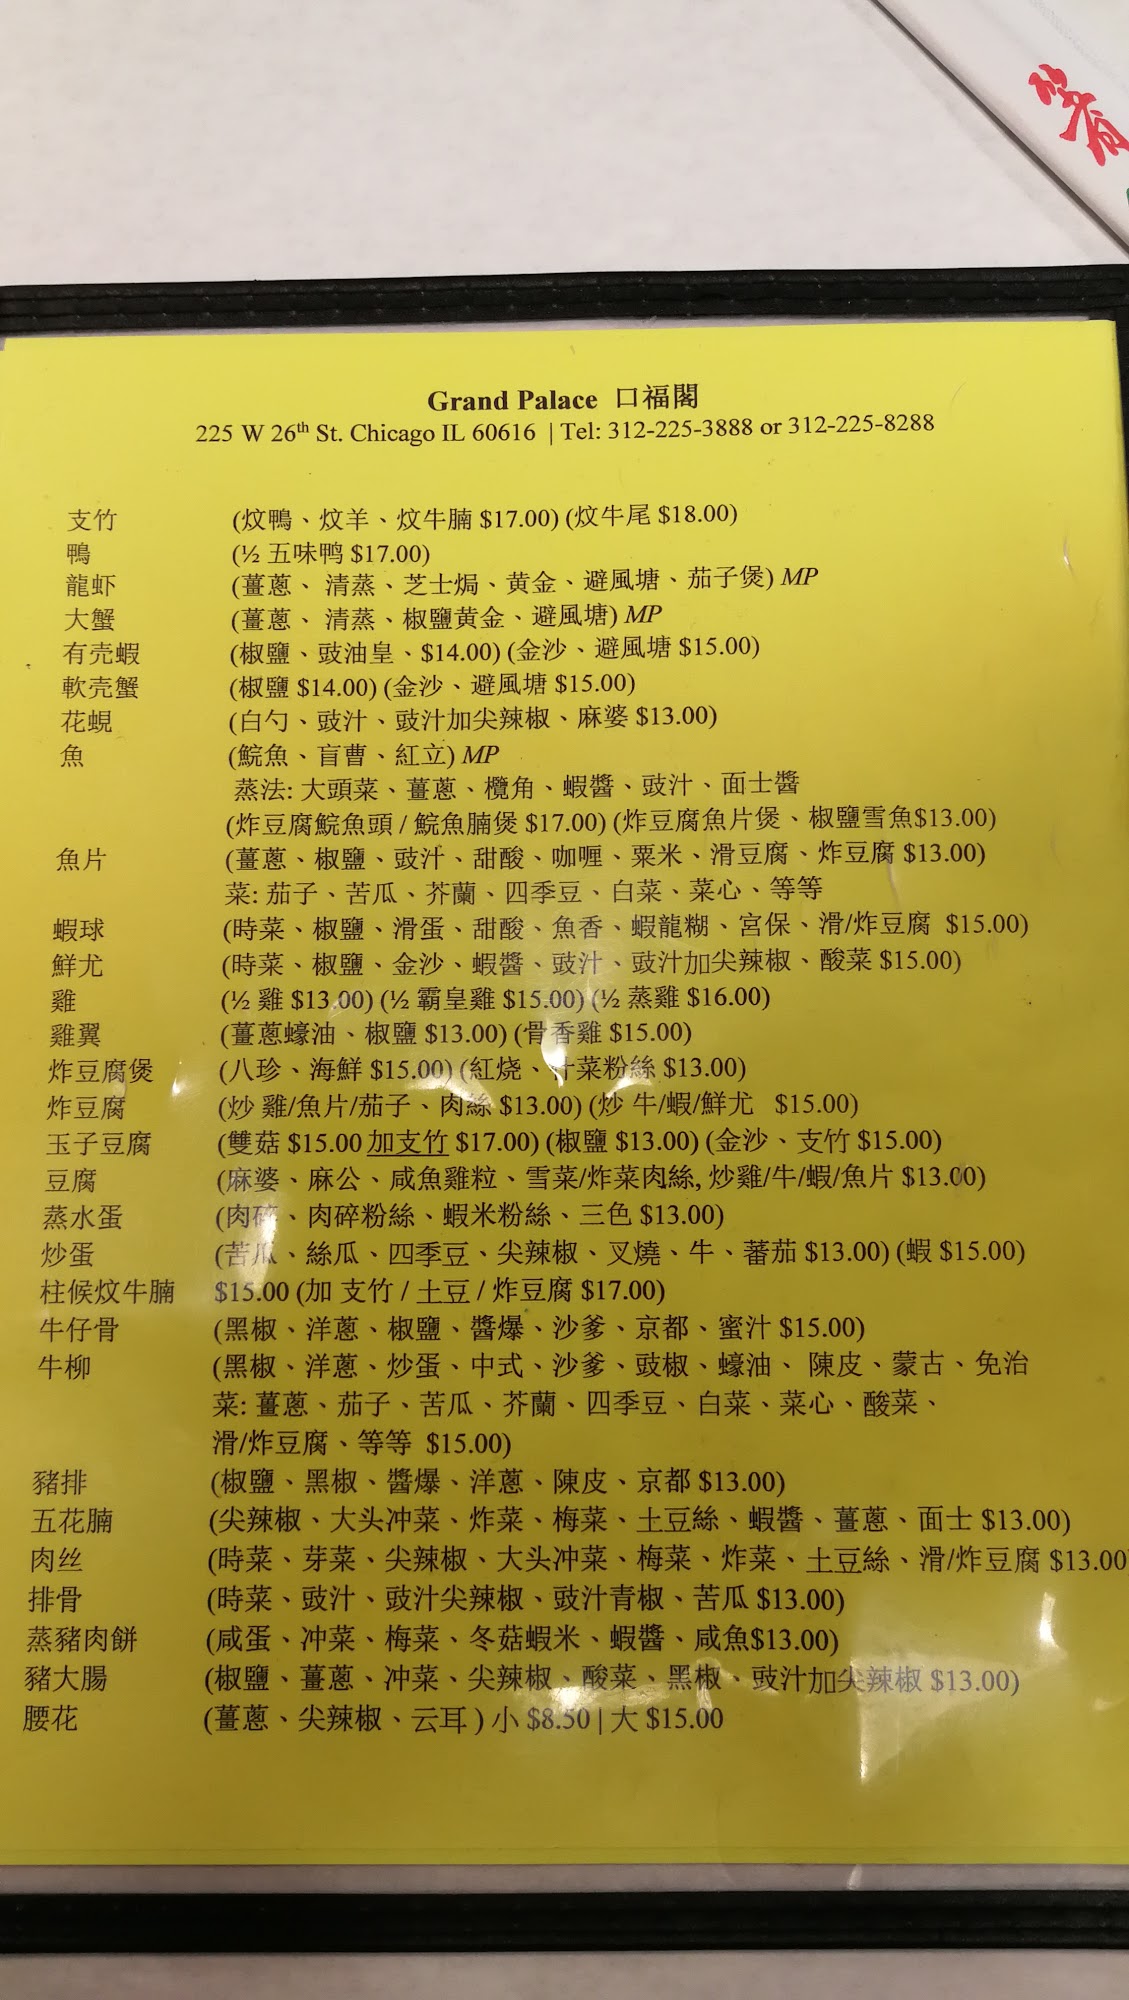 Grand Palace 口福閣
225 W 26th St. Chicago IL 60616 | Tel: 312-225-3888 or 312-225-8288
支竹 (炆鴨、炆羊、炆牛腩 $17.00) (炆牛尾 $18.00)
鴨 (½ 五味鸭 $17.00)
龍虾 (薑蔥、 清蒸、芝士焗、黄金、避風塘、茄子煲) MP
大蟹 (薑蔥、 清蒸、椒鹽黄金、避風塘) MP
有壳蝦 (椒鹽、豉油皇、$14.00) (金沙、避風塘 $15.00)
軟壳蟹 (椒鹽 $14.00) (金沙、避風塘 $15.00)
花蜆 (白勺、豉汁、豉汁加尖辣椒、麻婆 $13.00)
魚 (鯇魚、盲曹、紅立) MP
蒸法: 大頭菜、薑蔥、欖角、蝦醬、豉汁、面士醬
(炸豆腐鯇魚頭 / 鯇魚腩煲 $17.00) (炸豆腐魚片煲、椒鹽雪魚$13.00)
魚片 (薑蔥、椒鹽、豉汁、甜酸、咖喱、粟米、滑豆腐、炸豆腐 $13.00)
菜: 茄子、苦瓜、芥蘭、四季豆、白菜、菜心、等等
蝦球 (時菜、椒鹽、滑蛋、甜酸、魚香、蝦龍糊、宮保、滑/炸豆腐 $15.00)
鮮尤 (時菜、椒鹽、金沙、蝦醬、豉汁、豉汁加尖辣椒、酸菜 $15.00)
雞 (½ 雞 $13.00) (½ 霸皇雞 $15.00) (½ 蒸雞 $16.00)
雞翼 (薑蔥蠔油、椒鹽 $13.00) (骨香雞 $15.00)
炸豆腐煲 (八珍、海鮮 $15.00) (紅烧、什菜粉絲 $13.00)
炸豆腐 (炒 雞/魚片/茄子、肉絲 $13.00) (炒 牛/蝦/鮮尤 $15.00)
玉子豆腐 (雙菇 $15.00 加支竹 $17.00) (椒鹽 $13.00) (金沙、支竹 $15.00)
豆腐 (麻婆、麻公、咸魚雞粒、雪菜/炸菜肉絲, 炒雞/牛/蝦/魚片 $13.00)
蒸水蛋 (肉碎、肉碎粉絲、蝦米粉絲、三色 $13.00)
炒蛋 (苦瓜、絲瓜、四季豆、尖辣椒、叉燒、牛、蕃茄 $13.00) (蝦 $15.00)
柱候炆牛腩 $15.00 (加 支竹 / 土豆 / 炸豆腐 $17.00)
牛仔骨 (黑椒、洋蔥、椒鹽、醬爆、沙爹、京都、蜜汁 $15.00)
牛柳 (黑椒、洋蔥、炒蛋、中式、沙爹、豉椒、蠔油、 陳皮、蒙古、免治
菜: 薑蔥、茄子、苦瓜、芥蘭、四季豆、白菜、菜心、酸菜、
滑/炸豆腐、等等 $15.00)
豬排 (椒鹽、黑椒、醬爆、洋蔥、陳皮、京都 $13.00)
五花腩 (尖辣椒、大头冲菜、炸菜、梅菜、土豆絲、蝦醬、薑蔥、面士 $13.00)
肉丝 (時菜、芽菜、尖辣椒、大头冲菜、梅菜、炸菜、土豆絲、滑/炸豆腐 $13.00)
排骨 (時菜、豉汁、豉汁尖辣椒、豉汁青椒、苦瓜 $13.00)
蒸豬肉餅 (咸蛋、冲菜、梅菜、冬菇蝦米、蝦醬、咸魚$13.00)
豬大腸 (椒鹽、薑蔥、冲菜、尖辣椒、酸菜、黑椒、豉汁加尖辣椒 $13.00)
腰花 (薑蔥、尖辣椒、云耳 ) 小 $8.50 | 大 $15.00